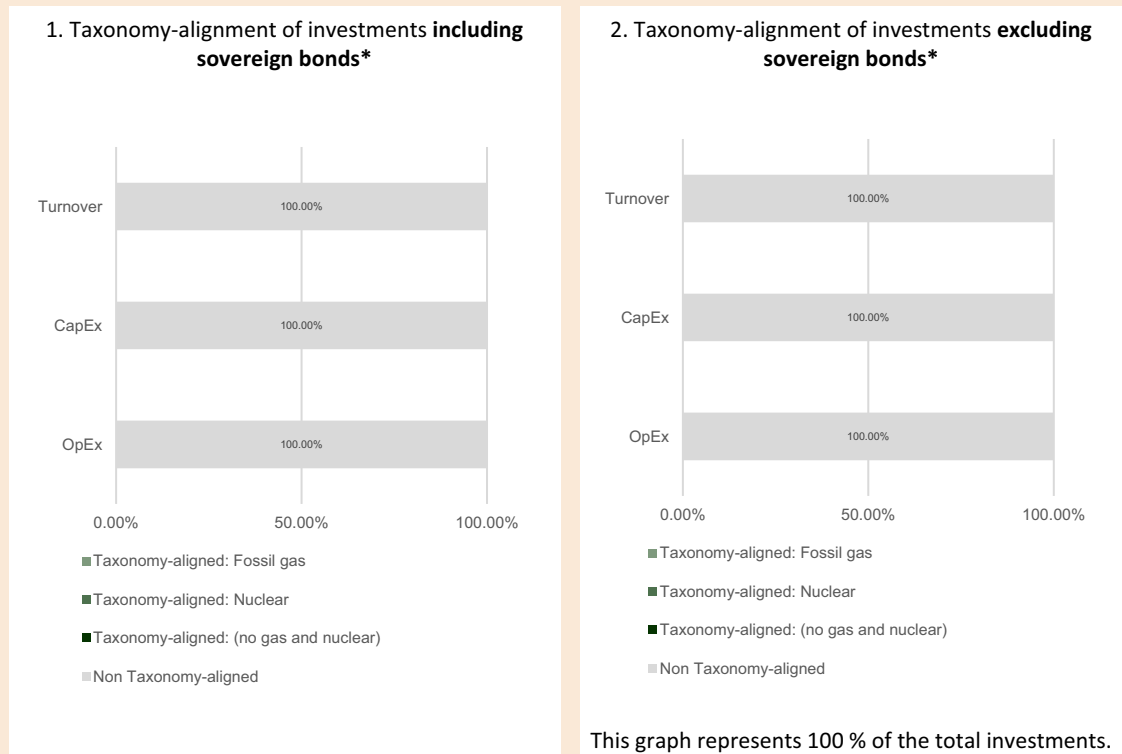 1. Taxonomy-alignment of investments including
sovereign bonds*
Turnover
100.00%
CapEx
100.00%
OpEx
100.00%
0.00%
50.00%
100.00%
Taxonomy-aligned: Fossil gas
Taxonomy-aligned: Nuclear
Taxonomy-aligned: (no gas and nuclear)
Non Taxonomy-aligned
2. Taxonomy-alignment of investments excluding
sovereign bonds*
Turnover
100.00%
CapEx
100.00%
OpEx
100.00%
0.00%
50.00%
100.00%
Taxonomy-aligned: Fossil gas
Taxonomy-aligned: Nuclear
Taxonomy-aligned: (no gas and nuclear)
Non Taxonomy-aligned
This graph represents 100 % of the total investments.